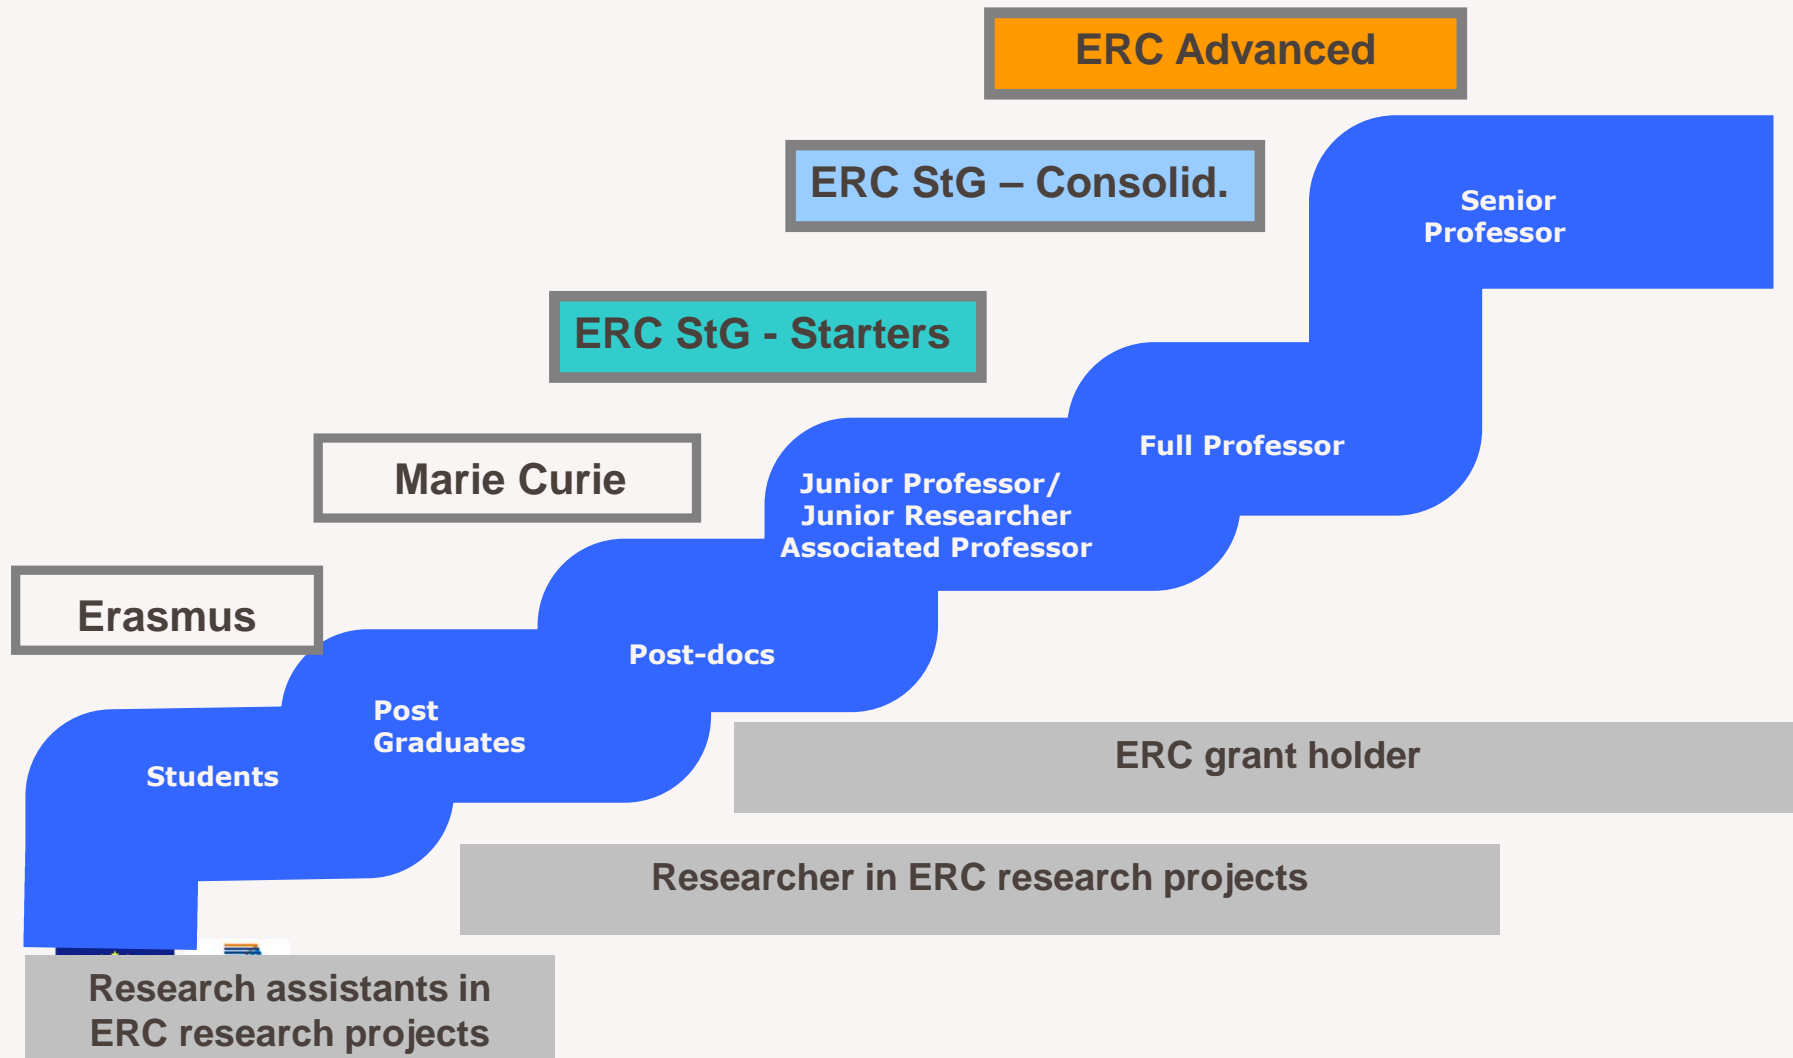 ERC Advanced
ERC StG – Consolid.
Senior
Professor
ERC StG - Starters
Full Professor
Marie Curie
Junior Professor/
Junior Researcher
Associated Professor
Erasmus
Post-docs
Post
Graduates
Students
ERC grant holder
Researcher in ERC research projects
Research assistants in
ERC research projects